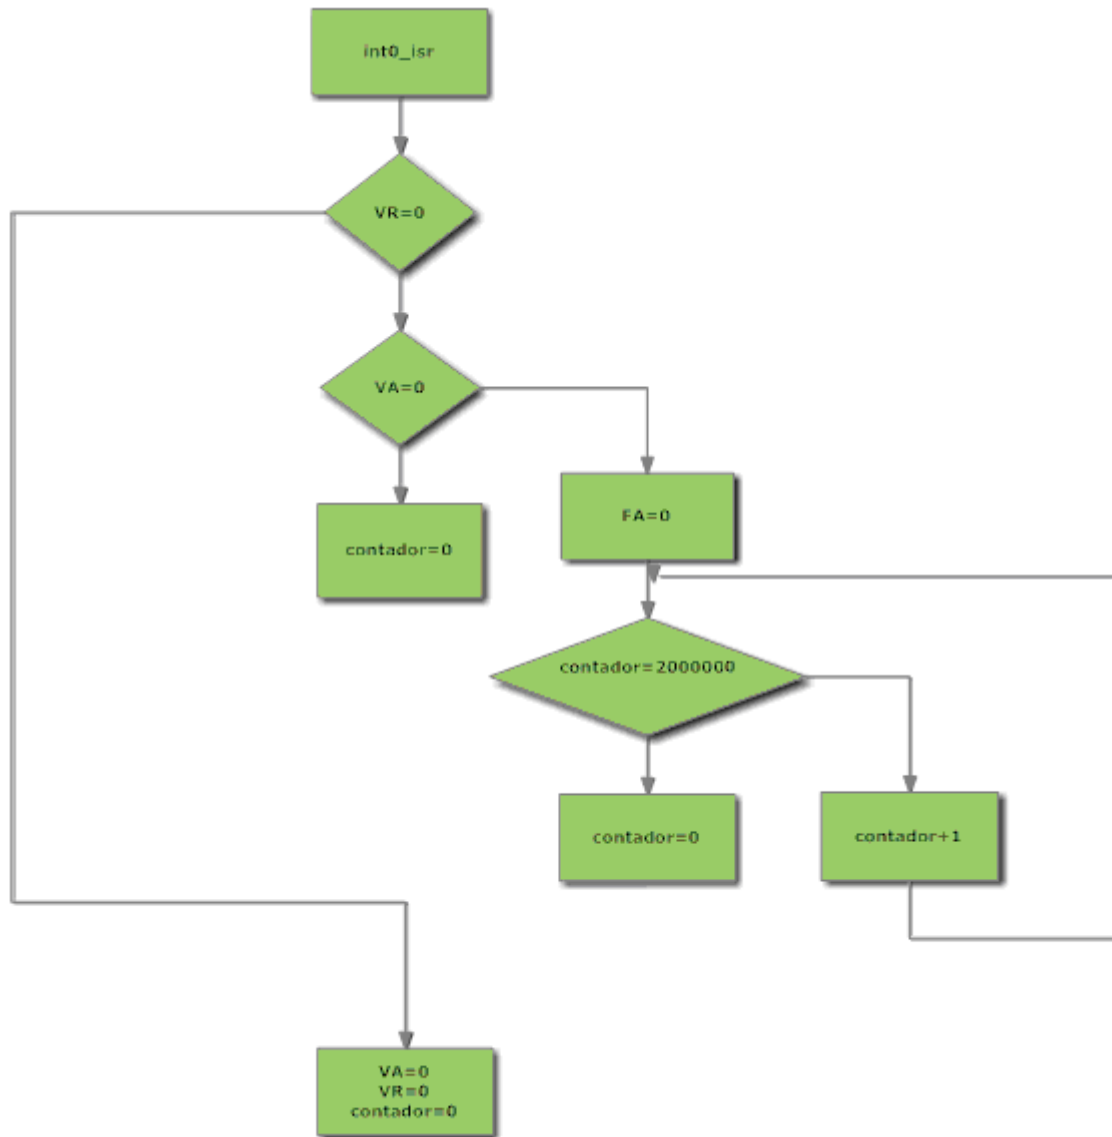 int0_isr
VR=0
VA=0
contador=0
FA=0
contador=2000000
contador=0
contador+1
VA=0
VR=0
contador=0